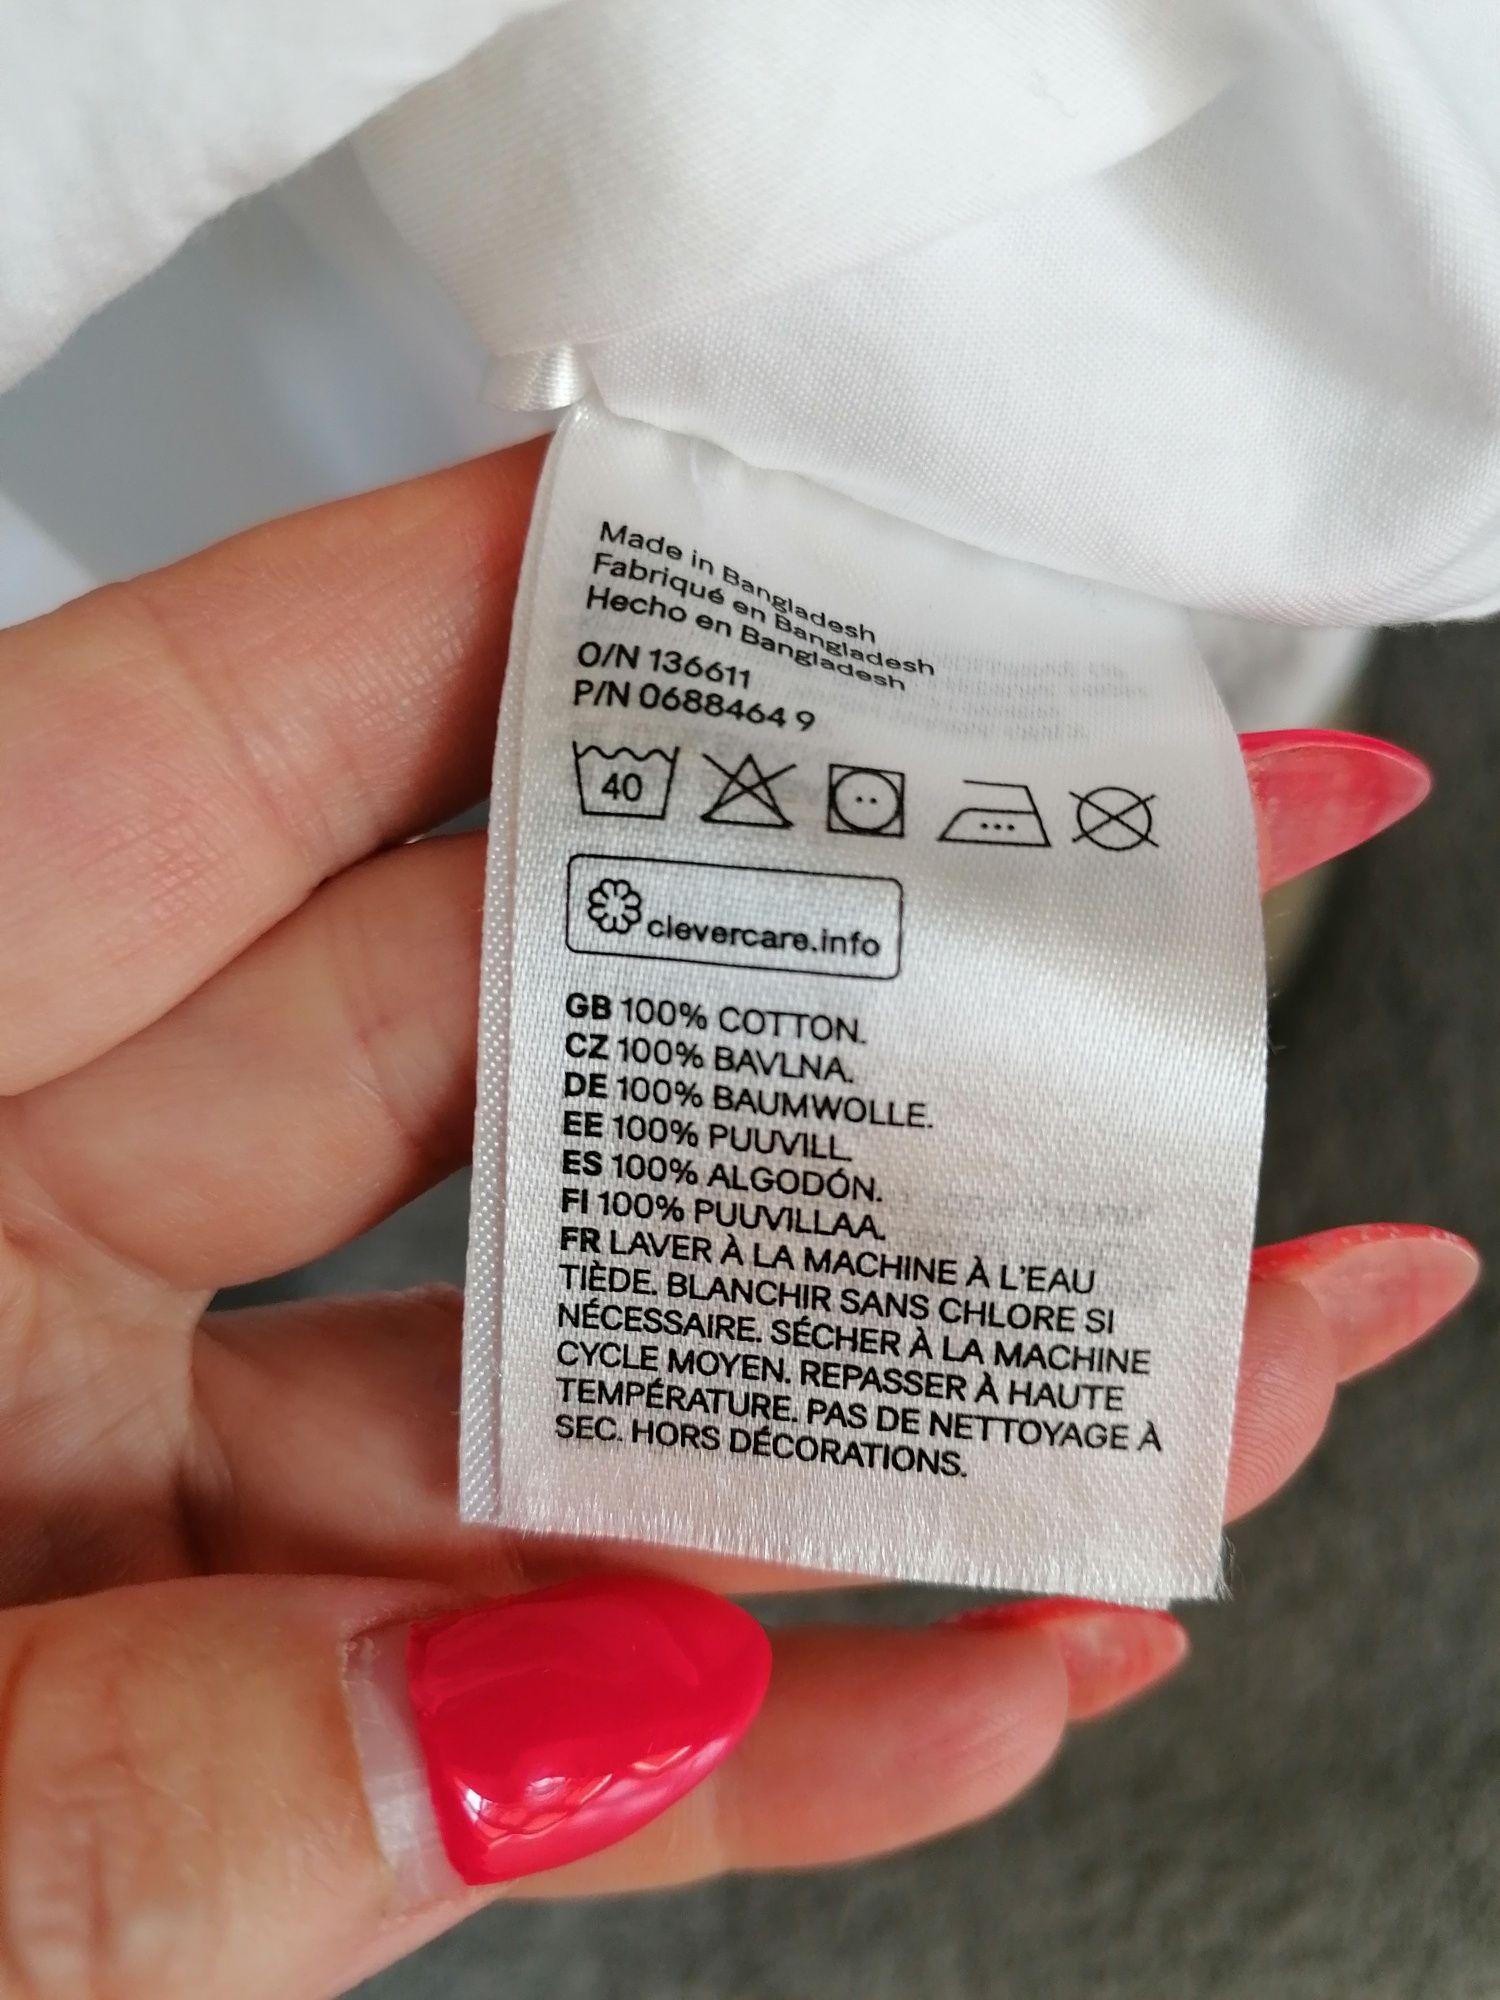 Made in Bangladesh
Fabriqué en Bangladesh
Hecho en Bangladesh
O/N 136611
P/N 0688464 9
40
clevercare.info
GB 100% COTTON.
CZ 100% BAVLNA.
DE 100% BAUMWOLLE.
EE 100% PUUVILL.
ES 100% ALGODÓN.
FI 100% PUUVILLAA.
FR LAVER À LA MACHINE À L'EAU
TIÈDE. BLANCHIR SANS CHLORE SI
NÉCESSAIRE. SÉCHER À LA MACHINE
CYCLE MOYEN. REPASSER À HAUTE
TEMPÉRATURE. PAS DE NETTOYAGE À
SEC. HORS DÉCORATIONS.